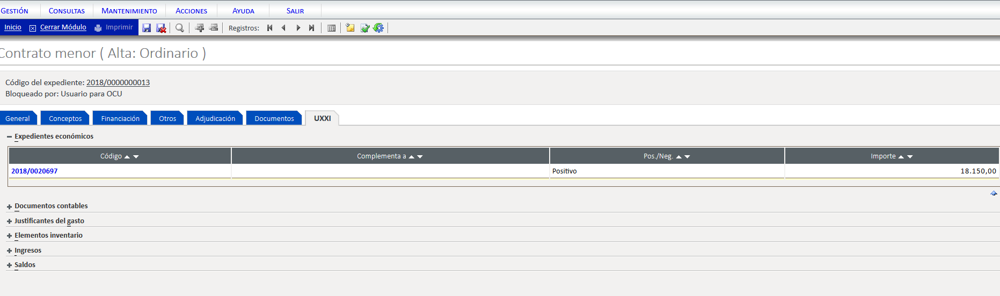 GESTIÓN CONSULTAS MANTENIMIENTO ACCIONES AYUDA SALIR
Inicio Cerrar Módulo Imprimir Registros:
Contrato menor ( Alta: Ordinario )
Código del expediente: 2018/0000000013
Bloqueado por: Usuario para OCU
General Conceptos Financiación Otros Adjudicación Documentos UXXI
Expedientes económicos
Código Complementa a Pos./Neg. Importe
2018/0020697 Positivo 18.150,00
Documentos contables
Justificantes del gasto
Elementos inventario
Ingresos
Saldos